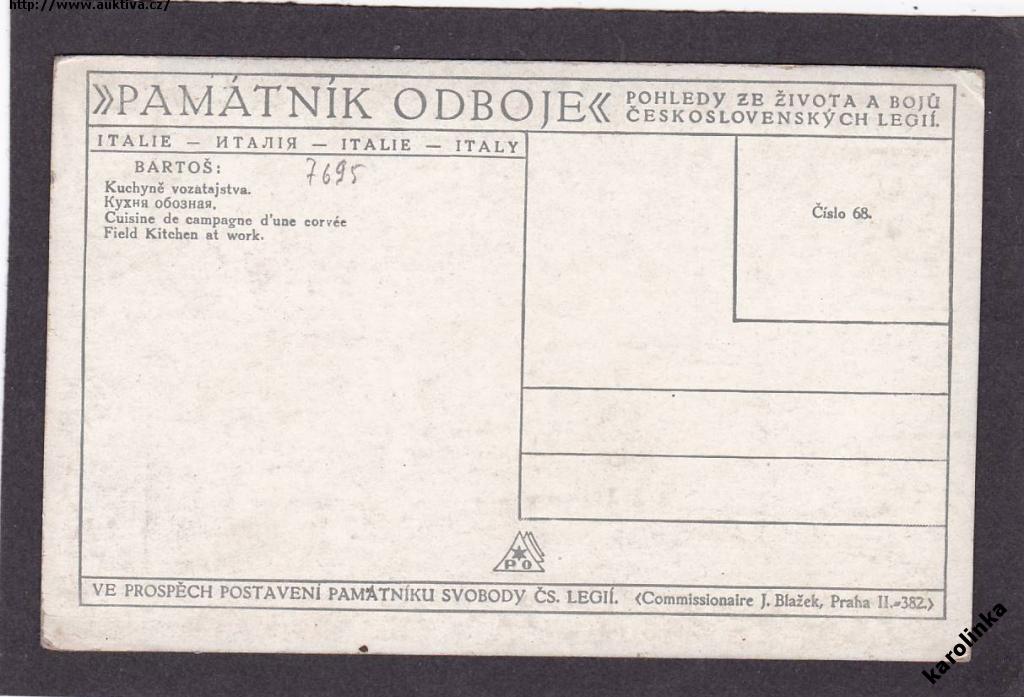 http://www.auktiva.cz/
»PAMÁTNÍK ODBOJE«
POHLEDY ZE ŽIVOTA A BOJŮ
ČESKOSLOVENSKÝCH LEGIÍ.
ITALIE — ИТАЛІЯ — ITALIE — ITALY
BARTOŠ:
7695
Kuchyně vozatajstva.
Кухня обозная.
Cuisine de campagne d'une corvée
Field Kitchen at work.
Číslo 68.
PO
VE PROSPĚCH POSTAVENÍ PAMÁTNÍKU SVOBODY ČS. LEGIÍ. (Commissionaire J. Blažek, Praha II.-382.)
karolinka